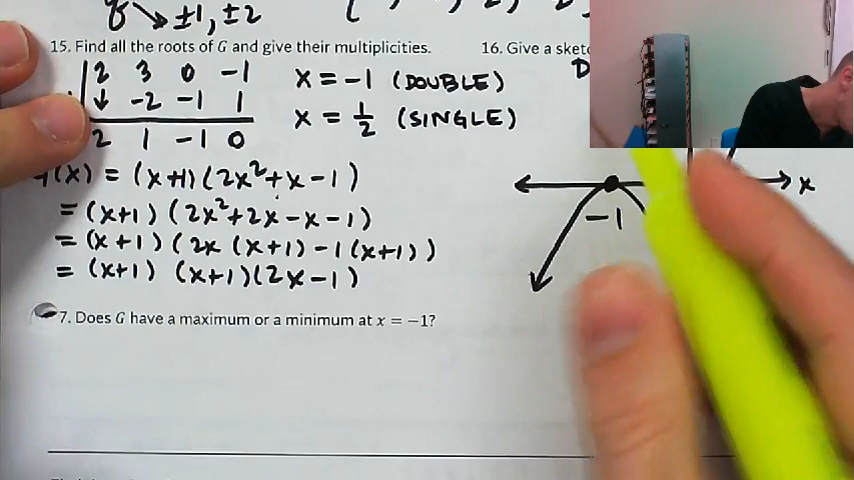 q ±1, ±2
15. Find all the roots of G and give their multiplicities.
16. Give a
2 3 0 -1
↓ -2 -1 1
2 1 -1 0
x = -1 (DOUBLE)
x = 1/2 (SINGLE)
(x) = (x+1)(2x²+x-1)
= (x+1)(2x²+2x-x-1)
= (x+1)(2x(x+1)-1(x+1))
= (x+1)(x+1)(2x-1)
x
-1
7. Does G have a maximum or a minimum at x = −1?